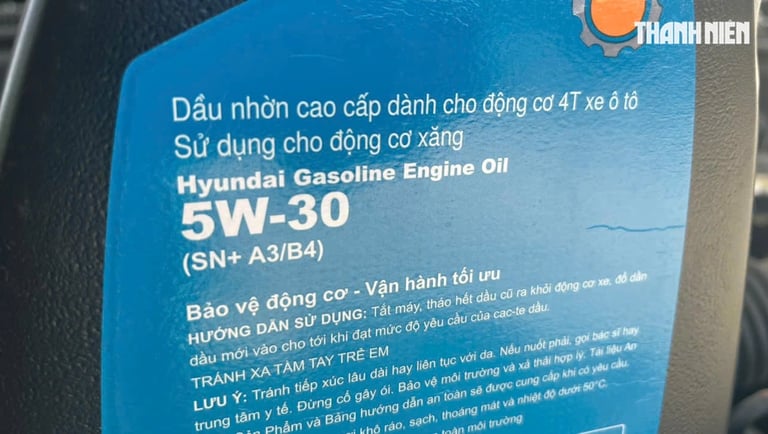 THANH NIÊN
Dầu nhờn cao cấp dành cho động cơ 4T xe ô tô
Sử dụng cho động cơ xăng
Hyundai Gasoline Engine Oil
5W-30
(SN+ A3/B4)
Bảo vệ động cơ - Vận hành tối ưu
HƯỚNG DẪN SỬ DỤNG: Tắt máy, tháo hết dầu cũ ra khỏi động cơ xe, đổ dần
dầu mới vào cho tới khi đạt mức độ yêu cầu của cac-te dầu.
TRÁNH XA TẦM TAY TRẺ EM
LƯU Ý: Tránh tiếp xúc lâu dài hay liên tục với da. Nếu nuốt phải, gọi bác sĩ hay
trung tâm y tế. Đừng cố gây ói. Bảo vệ môi trường và xả thải hợp lý. Tài liệu An
Sản Phẩm và Bảng hướng dẫn an toàn sẽ được cung cấp khi có yêu cầu.
khô ráo, sạch, thoáng mát và nhiệt độ dưới 50°C.
toàn môi trường